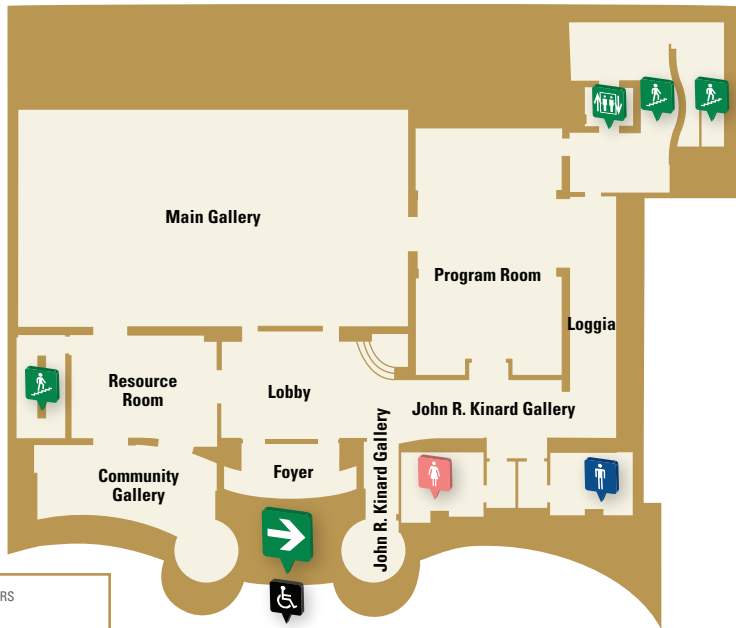 Main Gallery
Program Room
Loggia
Resource
Room
Lobby
John R. Kinard Gallery
John R. Kinard Gallery
Community
Gallery
Foyer
RS